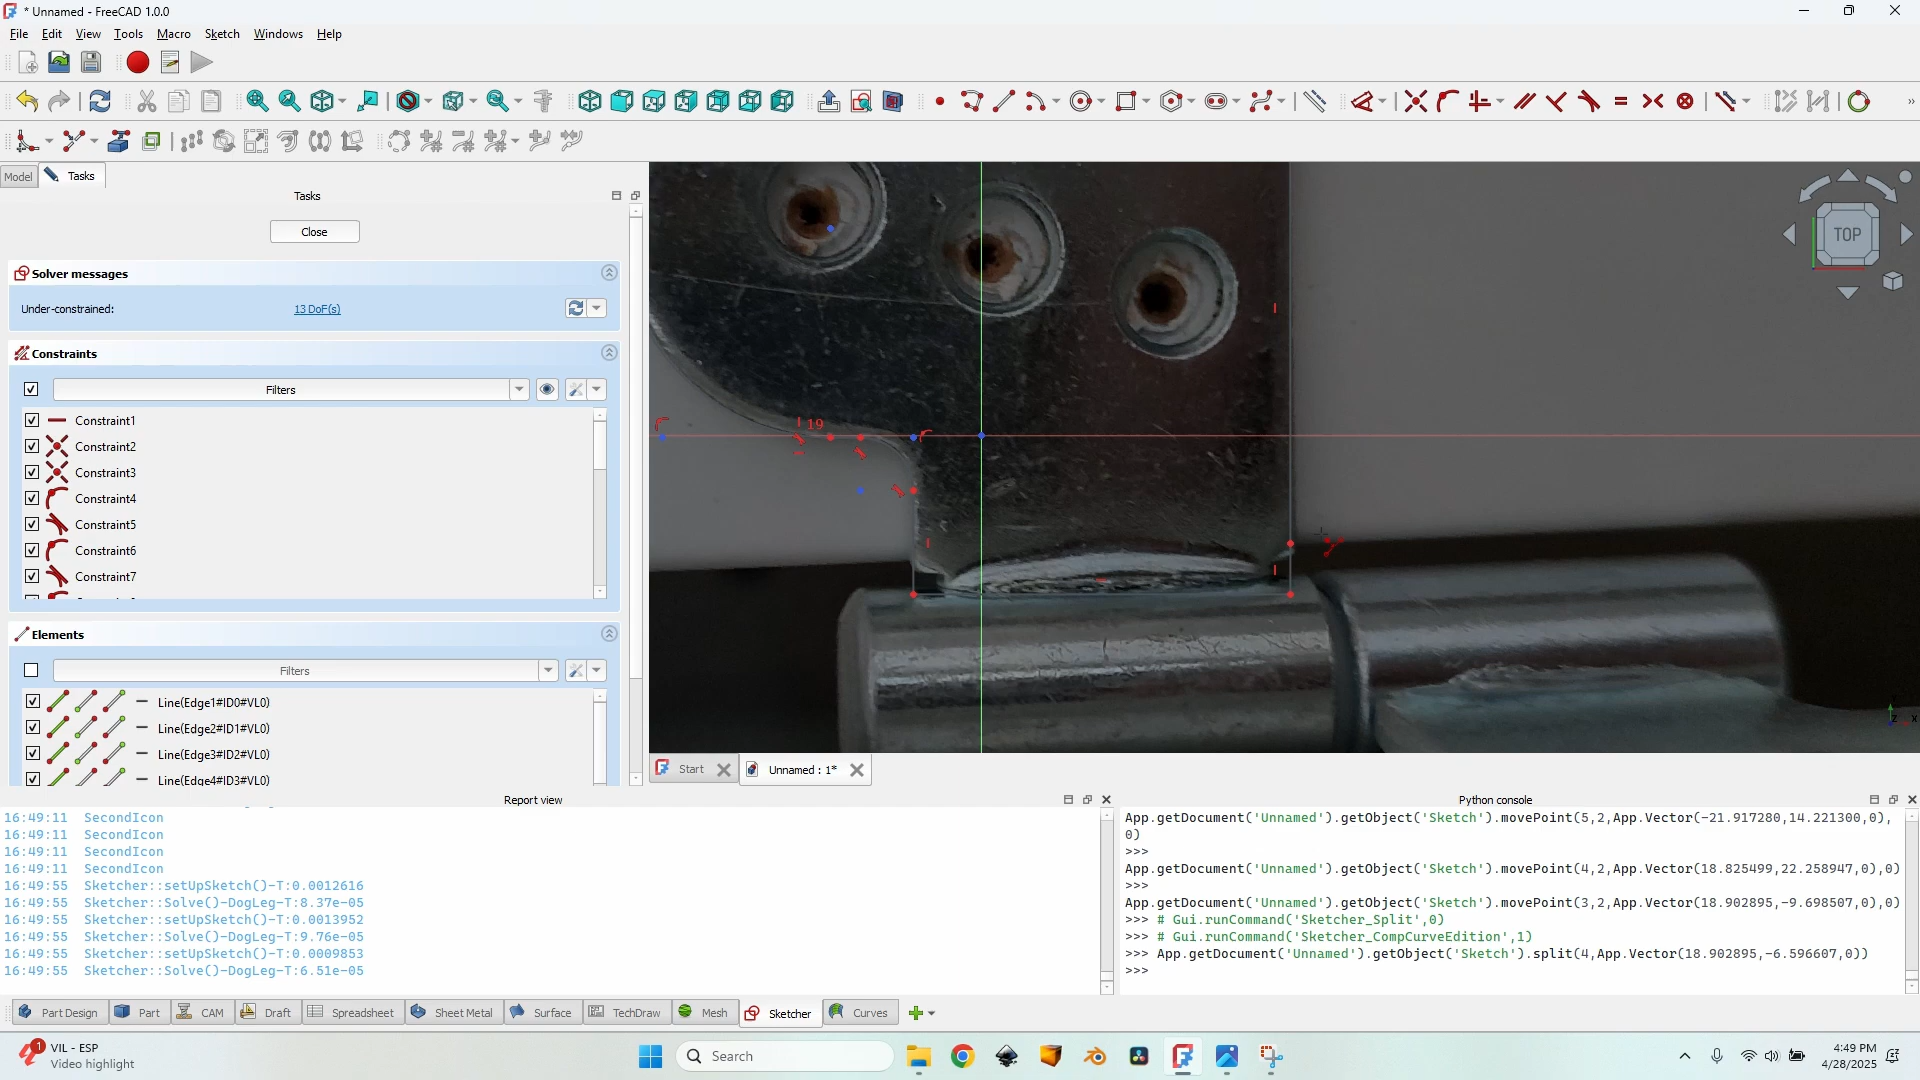 * Unnamed - FreeCAD 1.0.0
File Edit View Tools Macro Sketch Windows Help
»
Model Tasks
Tasks
Close
Solver messages
Under-constrained: 13 DoF(s)
Constraints
Filters
Constraint1
Constraint2
Constraint3
Constraint4
Constraint5
Constraint6
Constraint7
Elements
Filters
Line(Edge1#ID0#VL0)
Line(Edge2#ID1#VL0)
Line(Edge3#ID2#VL0)
Line(Edge4#ID3#VL0)
19
TOP
Z X
Start Unnamed : 1*
Report view
16:49:11 SecondIcon
16:49:11 SecondIcon
16:49:11 SecondIcon
16:49:11 SecondIcon
16:49:55 Sketcher::setUpSketch()-T:0.0012616
16:49:55 Sketcher::Solve()-DogLeg-T:8.37e-05
16:49:55 Sketcher::setUpSketch()-T:0.0013952
16:49:55 Sketcher::Solve()-DogLeg-T:9.76e-05
16:49:55 Sketcher::setUpSketch()-T:0.0009853
16:49:55 Sketcher::Solve()-DogLeg-T:6.51e-05
Python console
App.getDocument('Unnamed').getObject('Sketch').movePoint(5,2,App.Vector(-21.917280,14.221300,0),
0)
>>>
App.getDocument('Unnamed').getObject('Sketch').movePoint(4,2,App.Vector(18.825499,22.258947,0),0)
>>>
App.getDocument('Unnamed').getObject('Sketch').movePoint(3,2,App.Vector(18.902895,-9.698507,0),0)
>>> # Gui.runCommand('Sketcher_Split',0)
>>> # Gui.runCommand('Sketcher_CompCurveEdition',1)
>>> App.getDocument('Unnamed').getObject('Sketch').split(4,App.Vector(18.902895,-6.596607,0))
>>>
Part Design Part CAM Draft Spreadsheet Sheet Metal Surface TechDraw Mesh Sketcher Curves
1 VIL - ESP
Video highlight
Search
4:49 PM
4/28/2025